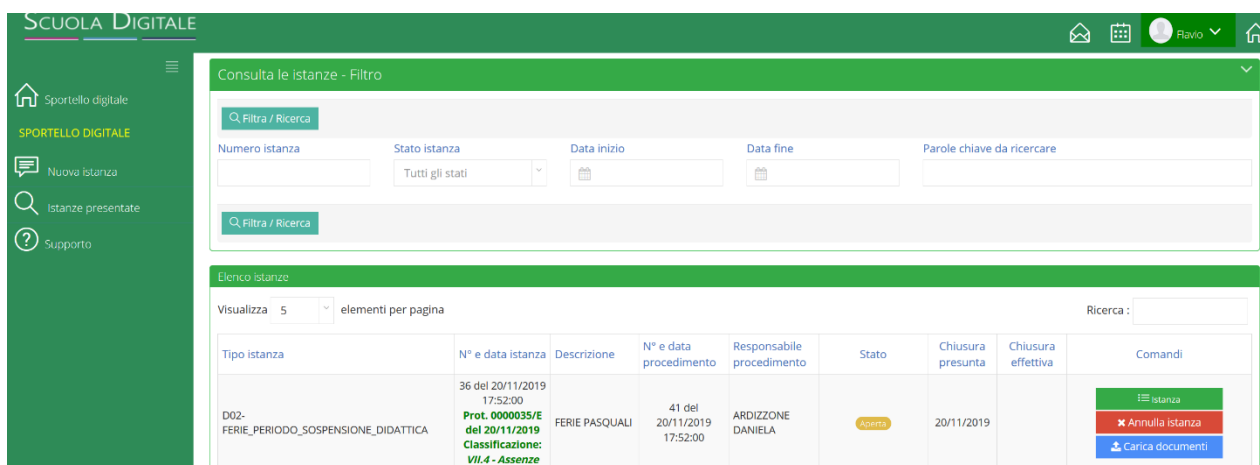 SCUOLA DIGITALE
Flavio
Sportello digitale
SPORTELLO DIGITALE
Nuova istanza
Istanze presentate
Supporto
Consulta le istanze - Filtro
Filtra / Ricerca
Numero istanza
Stato istanza
Data inizio
Data fine
Parole chiave da ricercare
Tutti gli stati
Filtra / Ricerca
Elenco istanze
Visualizza 5 elementi per pagina
Ricerca :
Tipo istanza
N° e data istanza
Descrizione
N° e data
procedimento
Responsabile
procedimento
Stato
Chiusura
presunta
Chiusura
effettiva
Comandi
D02-
FERIE_PERIODO_SOSPENSIONE_DIDATTICA
36 del 20/11/2019
17:52:00
Prot. 0000035/E
del 20/11/2019
Classificazione:
VII.4 - Assenze
FERIE PASQUALI
41 del
20/11/2019
17:52:00
ARDIZZONE
DANIELA
Aperta
20/11/2019
Istanza
Annulla istanza
Carica documenti